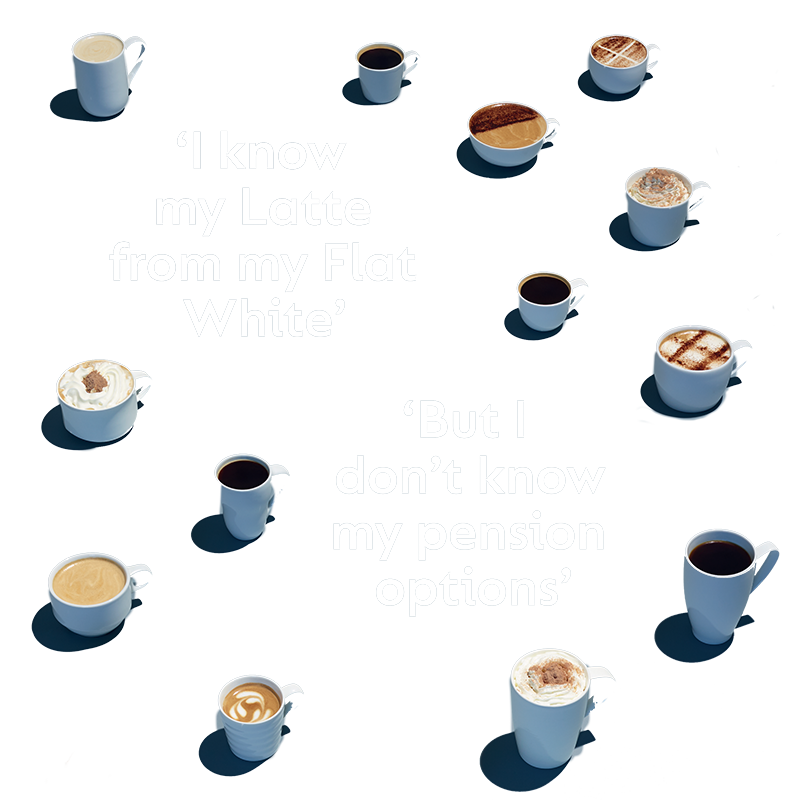 ‘I know
my Latte
from my Flat
White’
‘But I
don’t know
my pension
options’